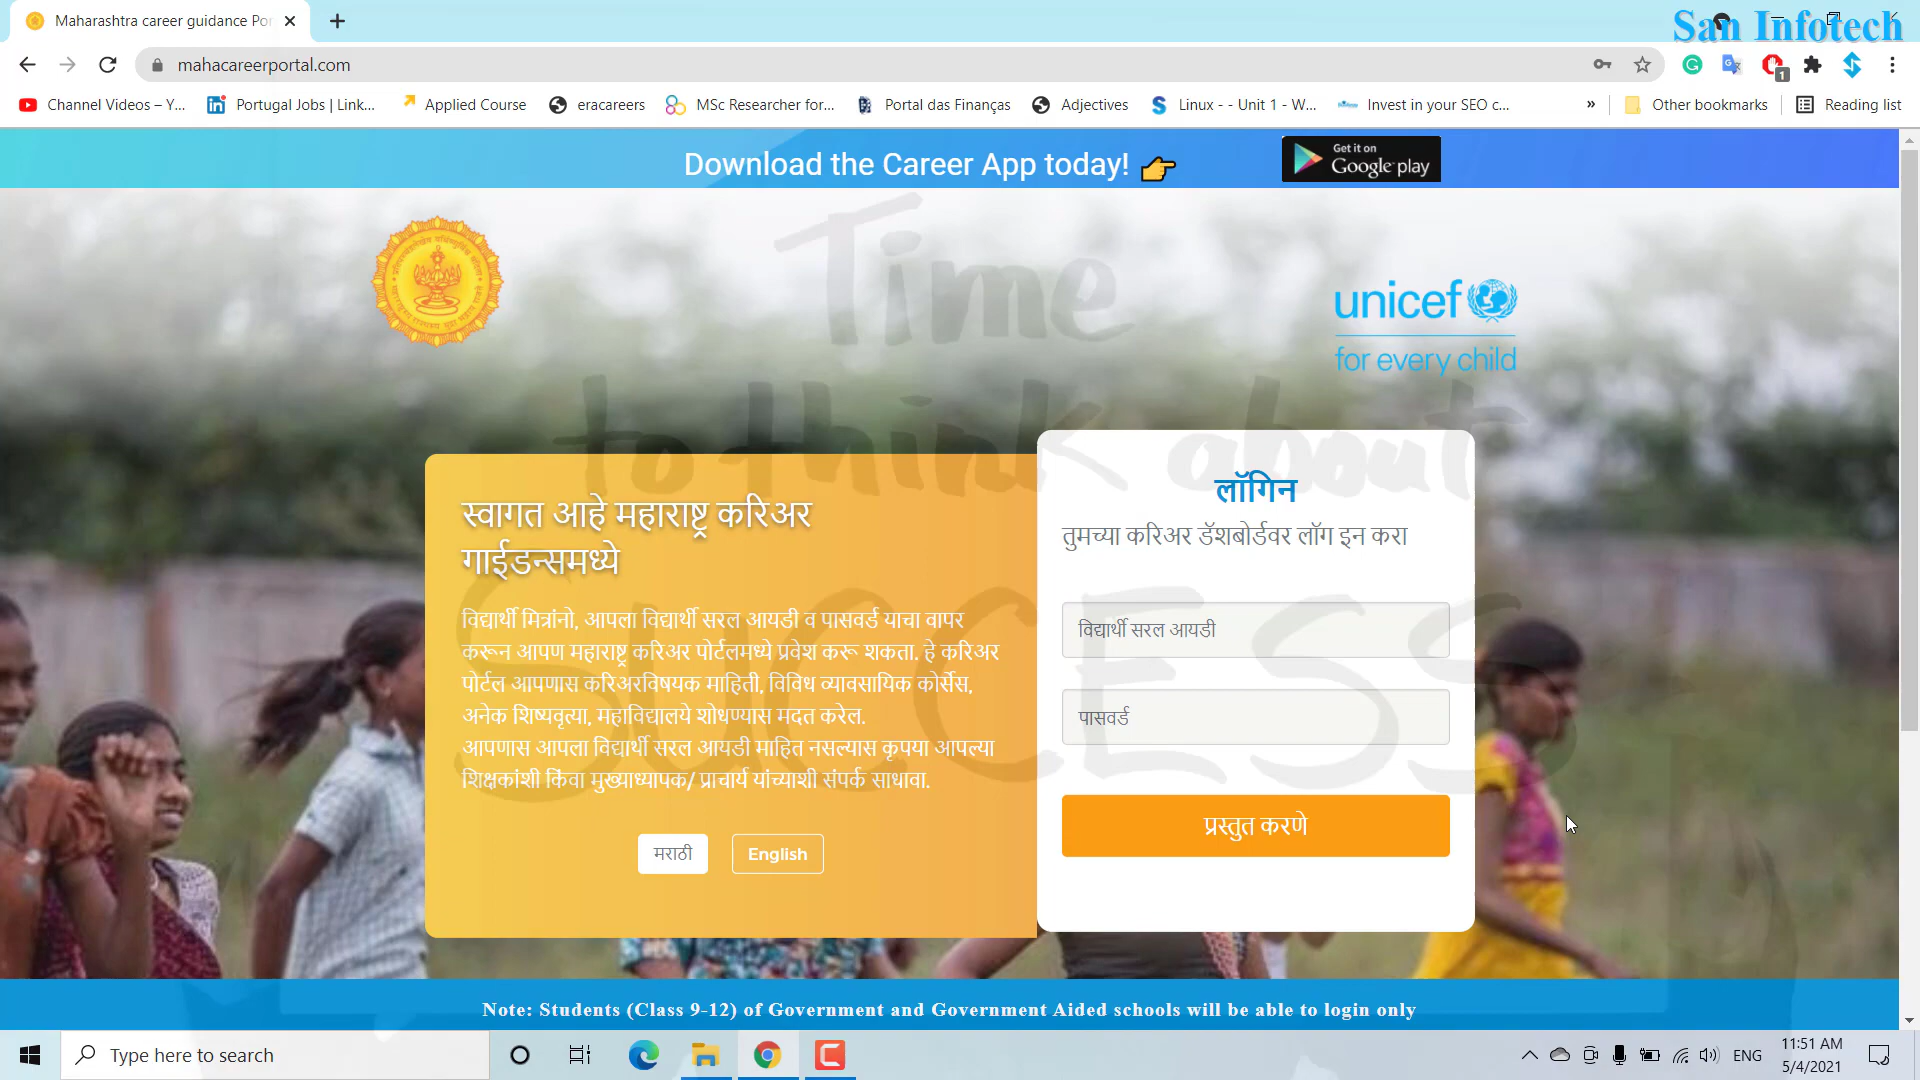 Maharashtra career guidance Por
San Infotech
mahacareerportal.com
1
Channel Videos – Y...
Portugal Jobs | Link...
Applied Course
eracareers
MSc Researcher for...
Portal das Finanças
Adjectives
Linux - - Unit 1 - W...
Invest in your SEO c...
»
Other bookmarks
Reading list
Download the Career App today!
Get it on
Google play
Time
to think about
SUCCESS
unicef
for every child
स्वागत आहे महाराष्ट्र करिअर
गाईडन्समध्ये
विद्यार्थी मित्रांनो, आपला विद्यार्थी सरल आयडी व पासवर्ड याचा वापर
करून आपण महाराष्ट्र करिअर पोर्टलमध्ये प्रवेश करू शकता. हे करिअर
पोर्टल आपणास करिअरविषयक माहिती, विविध व्यावसायिक कोर्सेस,
अनेक शिष्यवृत्या, महाविद्यालये शोधण्यास मदत करेल.
आपणास आपला विद्यार्थी सरल आयडी माहित नसल्यास कृपया आपल्या
शिक्षकांशी किंवा मुख्याध्यापक/ प्राचार्य यांच्याशी संपर्क साधावा.
मराठी
English
लॉगिन
तुमच्या करिअर डॅशबोर्डवर लॉग इन करा
विद्यार्थी सरल आयडी
पासवर्ड
प्रस्तुत करणे
Note: Students (Class 9-12) of Government and Government Aided schools will be able to login only
Type here to search
ENG
11:51 AM
5/4/2021